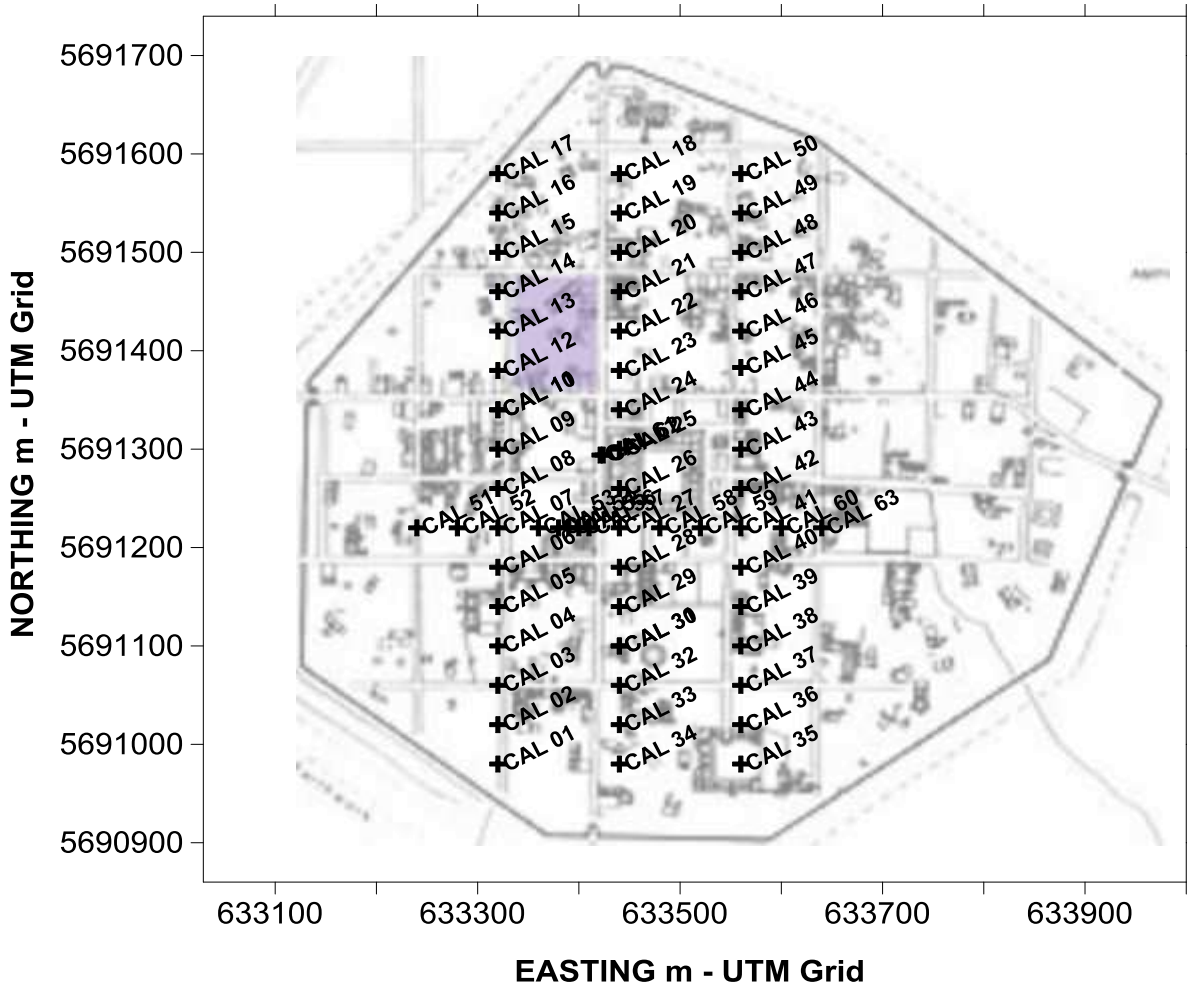 5691700
5691600
5691500
5691400
5691300
5691200
5691100
5691000
5690900
NORTHING m - UTM Grid
CAL 17
CAL 18
CAL 50
CAL 16
CAL 19
CAL 49
CAL 15
CAL 20
CAL 48
CAL 14
CAL 21
CAL 47
CAL 13
CAL 22
CAL 46
CAL 12
CAL 23
CAL 45
CAL 10
CAL 24
CAL 44
CAL 09
CAL 25
CAL 43
CAL 08
CAL 26
CAL 42
CAL 51
CAL 52
CAL 07
CAL 53
CAL 27
CAL 58
CAL 59
CAL 41
CAL 60
CAL 63
CAL 06
CAL 28
CAL 40
CAL 05
CAL 29
CAL 39
CAL 04
CAL 30
CAL 38
CAL 03
CAL 32
CAL 37
CAL 02
CAL 33
CAL 36
CAL 01
CAL 34
CAL 35
633100
633300
633500
633700
633900
EASTING m - UTM Grid